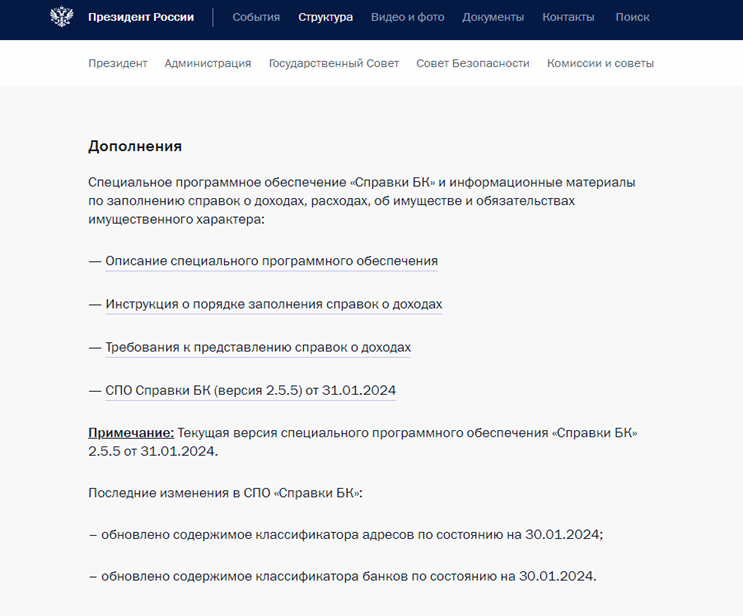 Президент России
События Структура Видео и фото Документы Контакты Поиск
Президент Администрация Государственный Совет Совет Безопасности Комиссии и советы
Дополнения
Специальное программное обеспечение «Справки БК» и информационные материалы
по заполнению справок о доходах, расходах, об имуществе и обязательствах
имущественного характера:
— Описание специального программного обеспечения
— Инструкция о порядке заполнения справок о доходах
— Требования к представлению справок о доходах
— СПО Справки БК (версия 2.5.5) от 31.01.2024
Примечание: Текущая версия специального программного обеспечения «Справки БК»
2.5.5 от 31.01.2024.
Последние изменения в СПО «Справки БК»:
– обновлено содержимое классификатора адресов по состоянию на 30.01.2024;
– обновлено содержимое классификатора банков по состоянию на 30.01.2024.